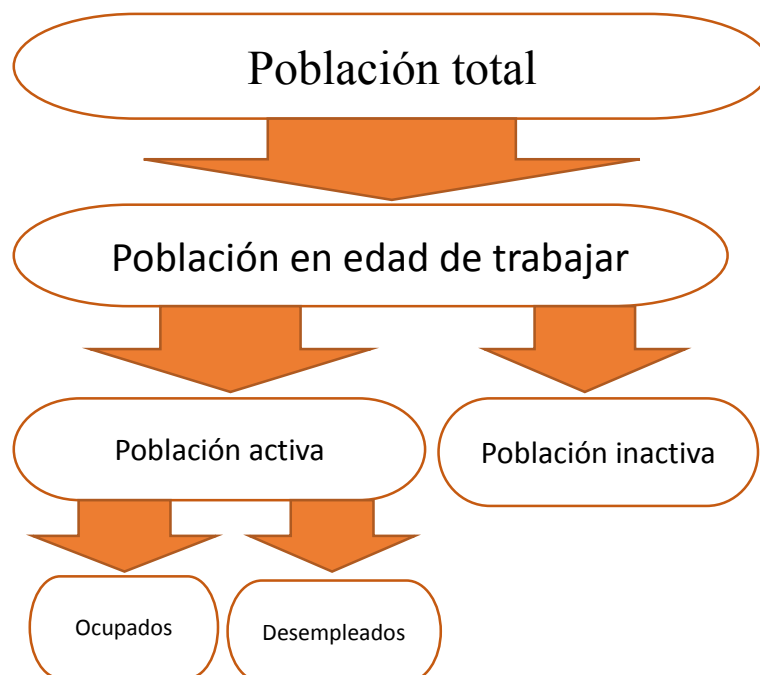 Población total
Población en edad de trabajar
Población activa
Población inactiva
Ocupados
Desempleados